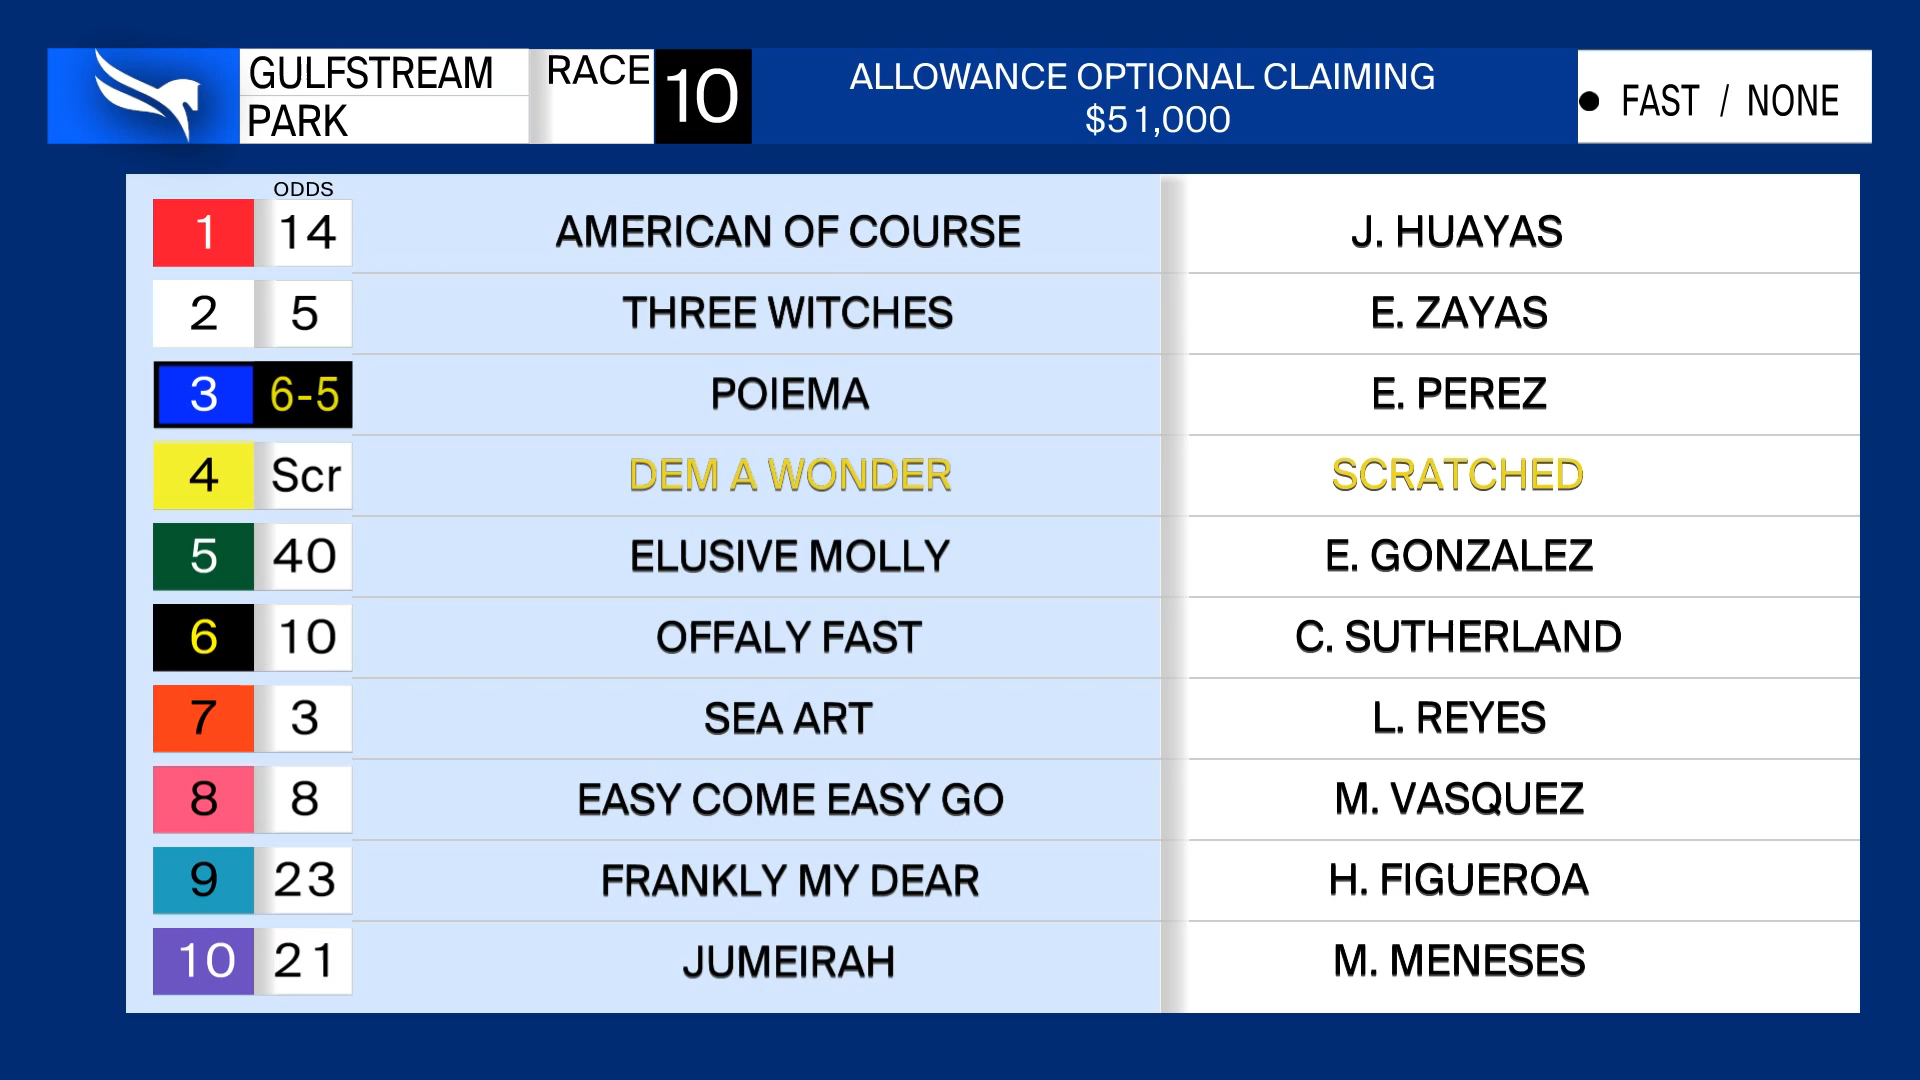 GULFSTREAM
PARK
RACE
10
ALLOWANCE OPTIONAL CLAIMING
$51,000
• FAST / NONE
ODDS
1 14 AMERICAN OF COURSE J. HUAYAS
2 5 THREE WITCHES E. ZAYAS
3 6-5 POIEMA E. PEREZ
4 Scr DEM A WONDER SCRATCHED
5 40 ELUSIVE MOLLY E. GONZALEZ
6 10 OFFALY FAST C. SUTHERLAND
7 3 SEA ART L. REYES
8 8 EASY COME EASY GO M. VASQUEZ
9 23 FRANKLY MY DEAR H. FIGUEROA
10 21 JUMEIRAH M. MENESES